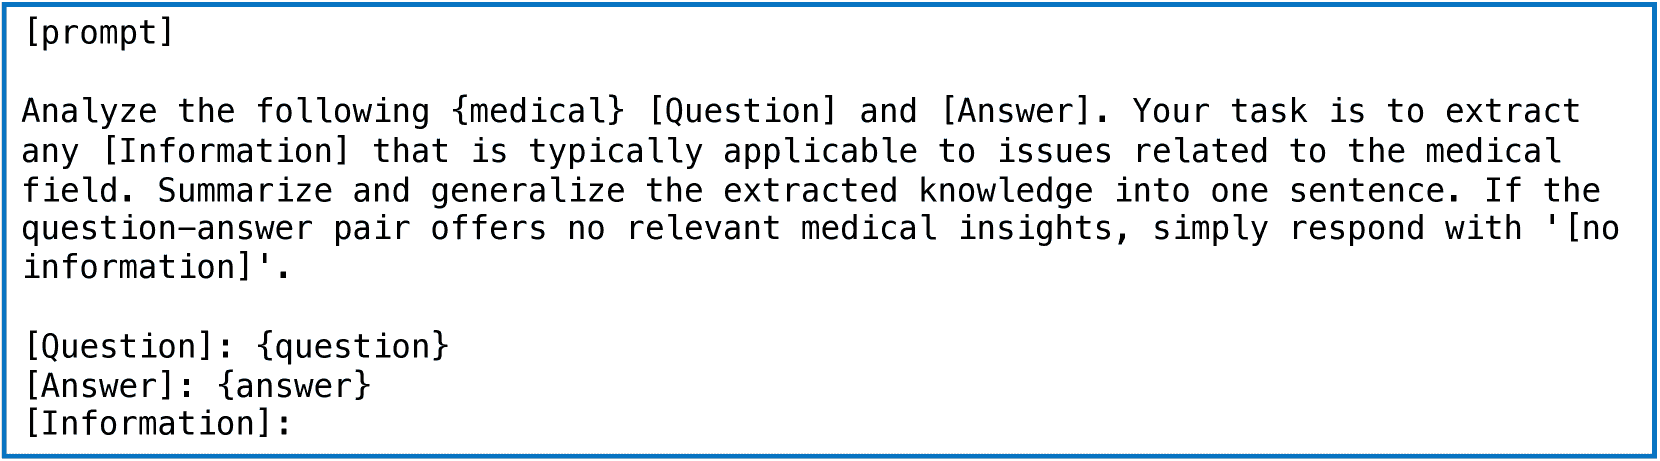 [prompt]
Analyze the following {medical} [Question] and [Answer]. Your task is to extract
any [Information] that is typically applicable to issues related to the medical
field. Summarize and generalize the extracted knowledge into one sentence. If the
question–answer pair offers no relevant medical insights, simply respond with '[no
information]'.
[Question]: {question}
[Answer]: {answer}
[Information]: